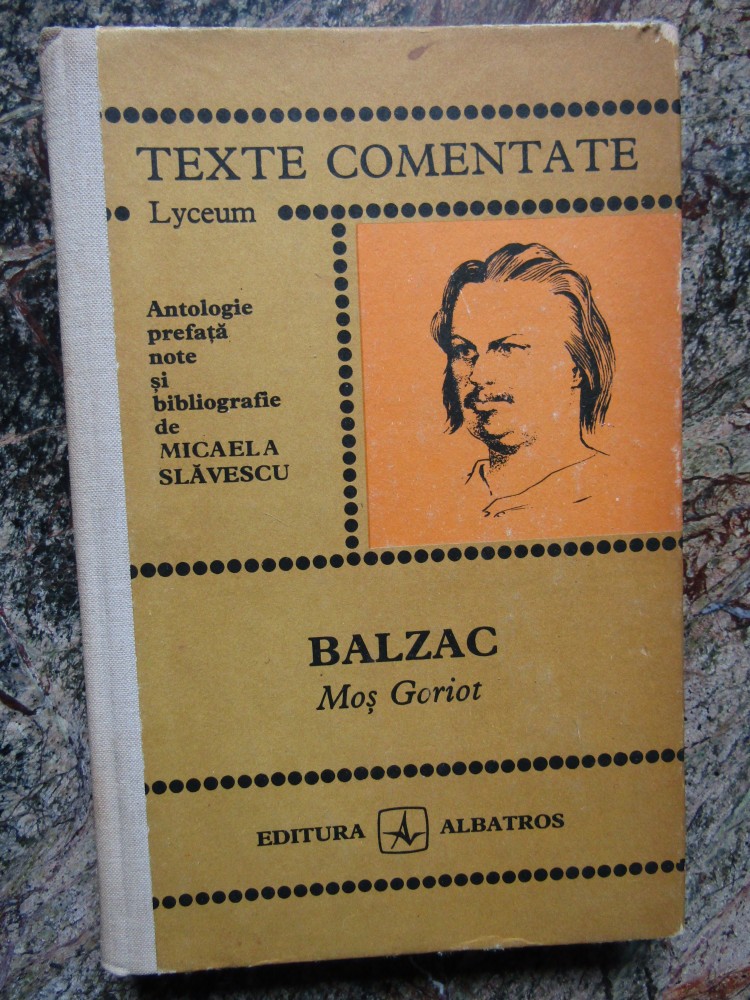 TEXTE COMENTATE
Lyceum
Antologie
prefață
note
și
bibliografie
de
MICAELA
SLĂVESCU
BALZAC
Moș Goriot
EDITURA ALBATROS